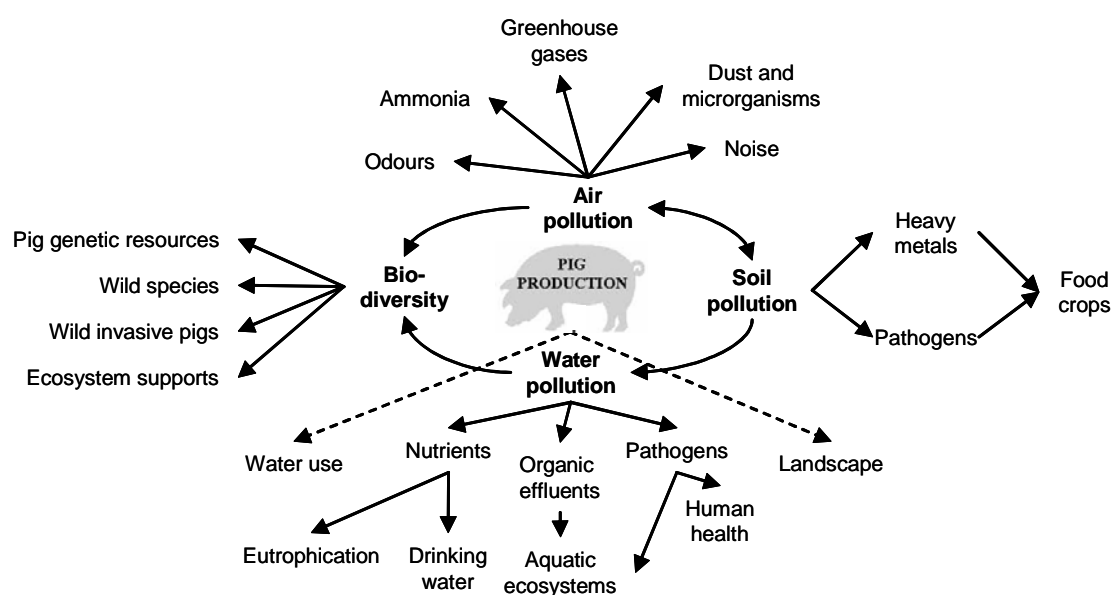 Greenhouse
gases
Dust and
microrganisms
Ammonia
Noise
Odours
Air
pollution
Heavy
metals
Pig genetic resources
PIG
PRODUCTION
Bio-
diversity
Soil
pollution
Food
crops
Wild species
Wild invasive pigs
Pathogens
Ecosystem supports
Water
pollution
Water use
Nutrients
Organic
effluents
Pathogens
Landscape
Human
health
Eutrophication
Drinking
water
Aquatic
ecosystems